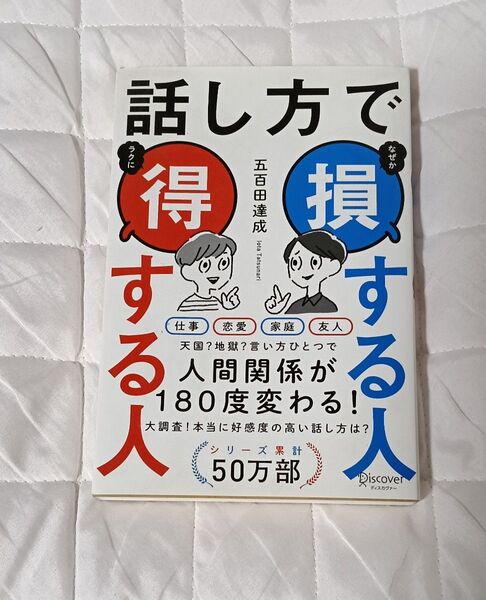 話し方で
なぜか
損する人
ラクに
得する人
五百田達成
Iota Tatsunari
仕事 恋愛 家庭 友人
天国?地獄?言い方ひとつで
人間関係が
180度変わる!
大調査!本当に好感度の高い話し方は?
シリーズ累計
50万部
Discover
ディスカヴァー